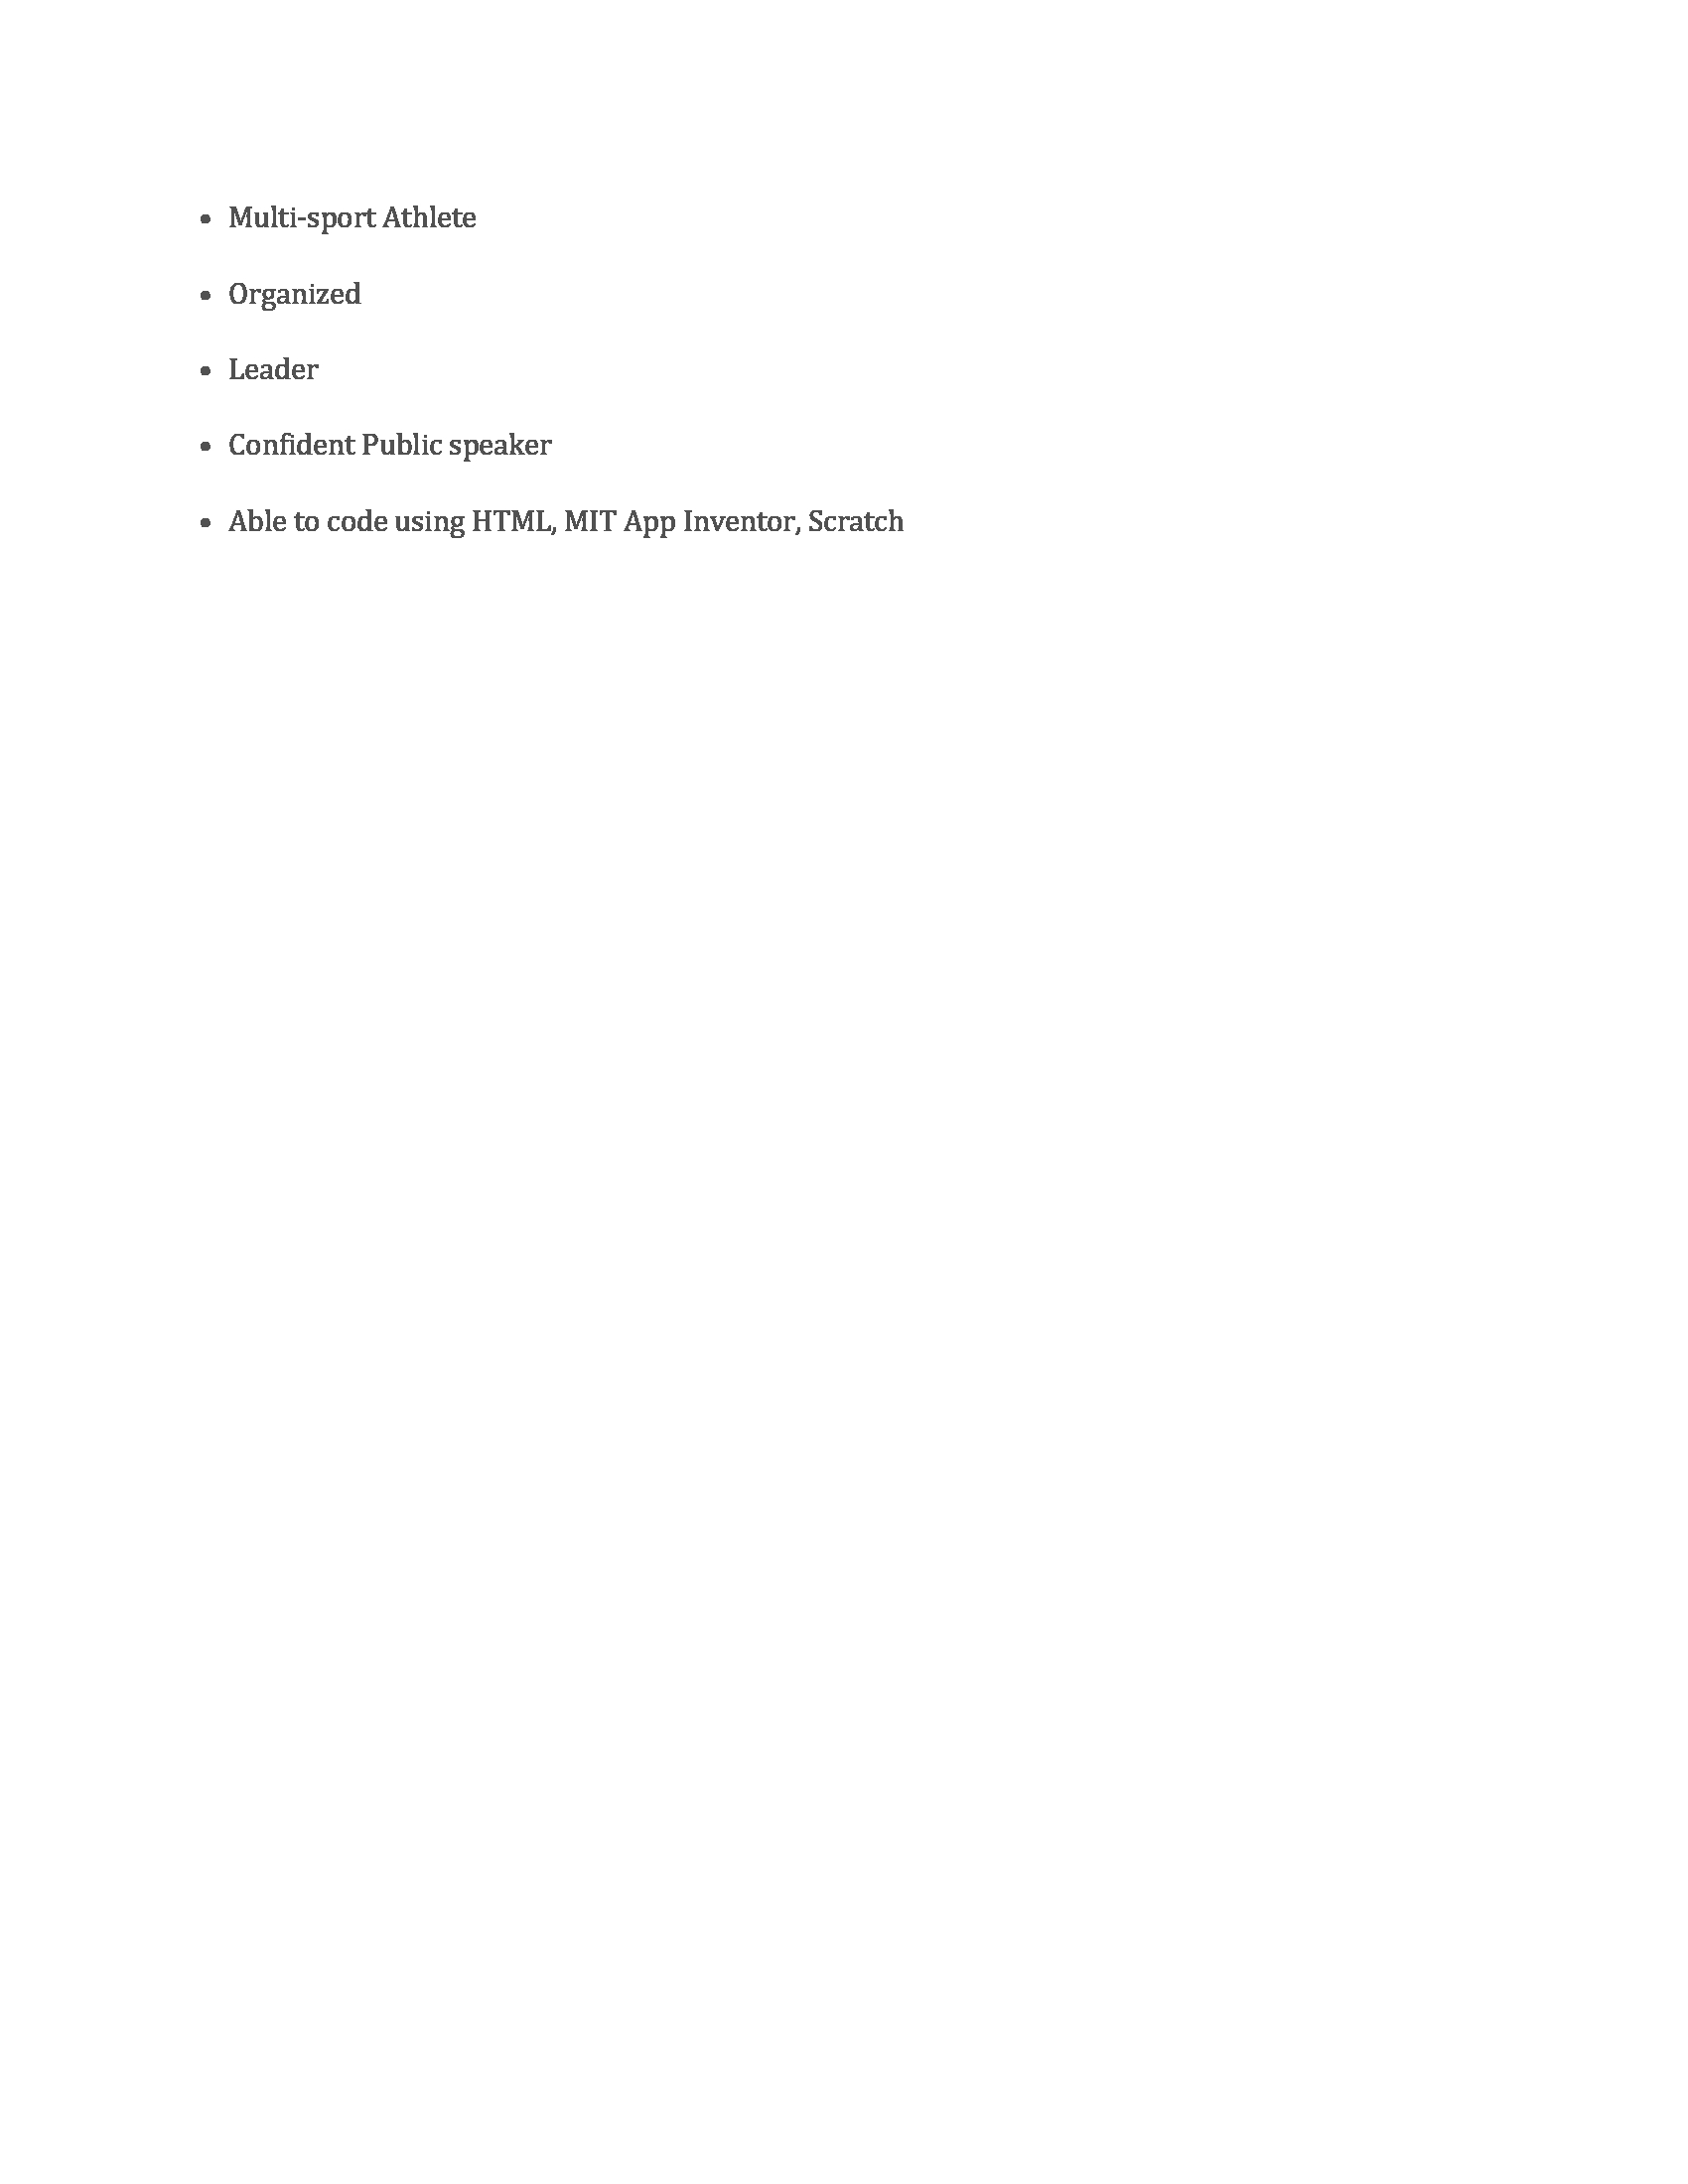 • Multi-sport Athlete
• Organized
• Leader
• Confident Public speaker
• Able to code using HTML, MIT App Inventor, Scratch